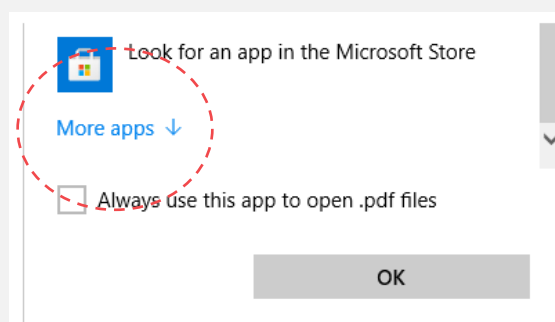 Look for an app in the Microsoft Store
More apps ↓
Always use this app to open .pdf files
OK